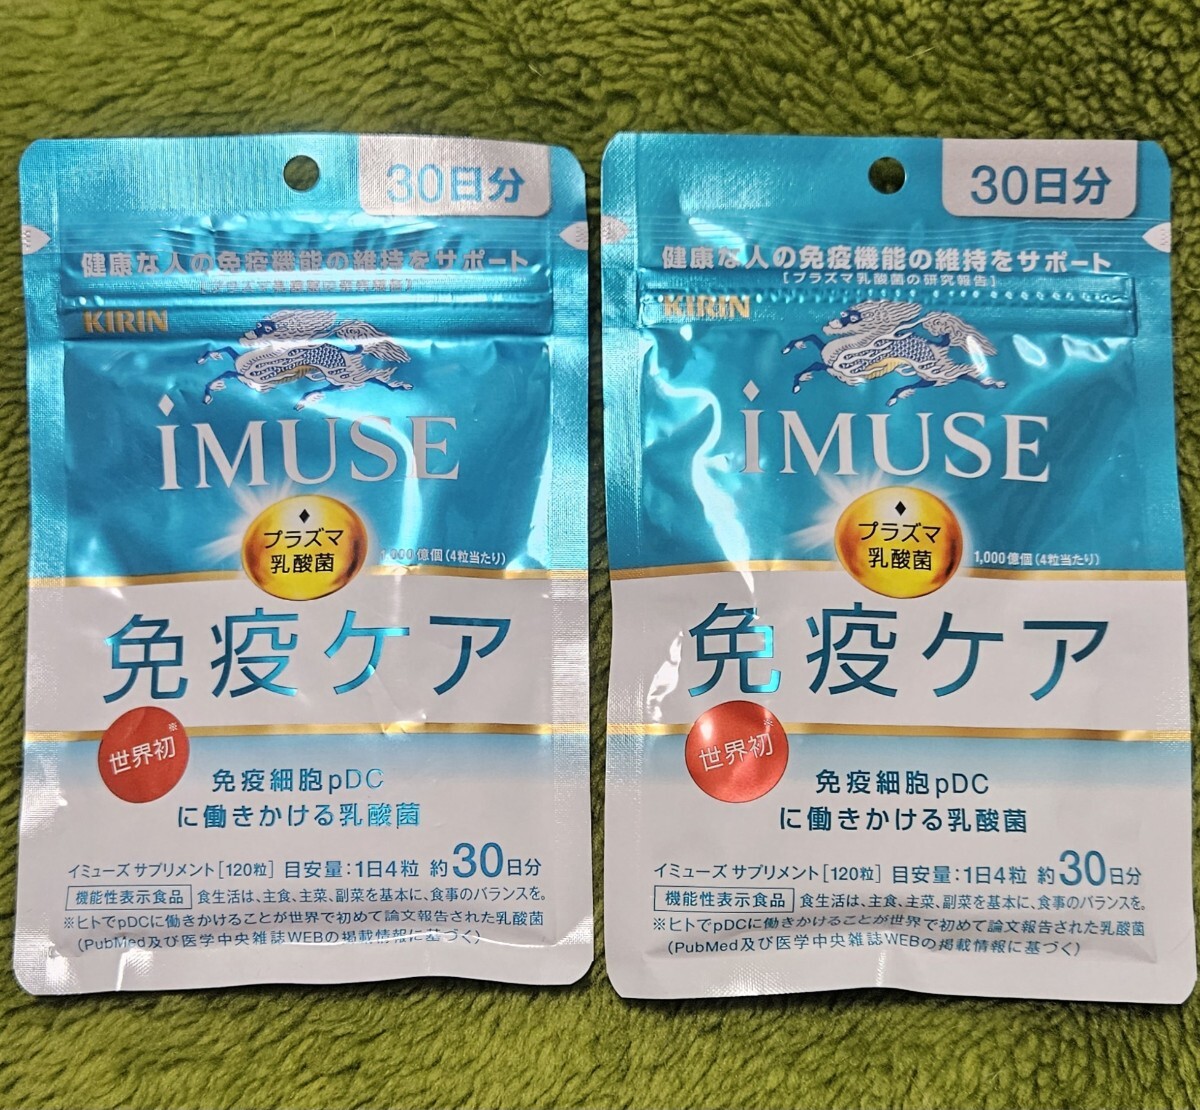 30日分
健康な人の免疫機能の維持をサポート
[プラズマ乳酸菌の研究報告]
KIRIN
iMUSE
プラズマ
乳酸菌
1,000億個(4粒当たり)
免疫ケア
世界初※
免疫細胞pDC
に働きかける乳酸菌
イミューズ サプリメント[120粒] 目安量:1日4粒 約30日分
機能性表示食品 食生活は、主食、主菜、副菜を基本に、食事のバランスを。
※ヒトでpDCに働きかけることが世界で初めて論文報告された乳酸菌
(PubMed及び医学中央雑誌WEBの掲載情報に基づく)
30日分
健康な人の免疫機能の維持をサポート
[プラズマ乳酸菌の研究報告]
KIRIN
iMUSE
プラズマ
乳酸菌
1,000億個(4粒当たり)
免疫ケア
世界初※
免疫細胞pDC
に働きかける乳酸菌
イミューズ サプリメント[120粒] 目安量:1日4粒 約30日分
機能性表示食品 食生活は、主食、主菜、副菜を基本に、食事のバランスを。
※ヒトでpDCに働きかけることが世界で初めて論文報告された乳酸菌
(PubMed及び医学中央雑誌WEBの掲載情報に基づく)